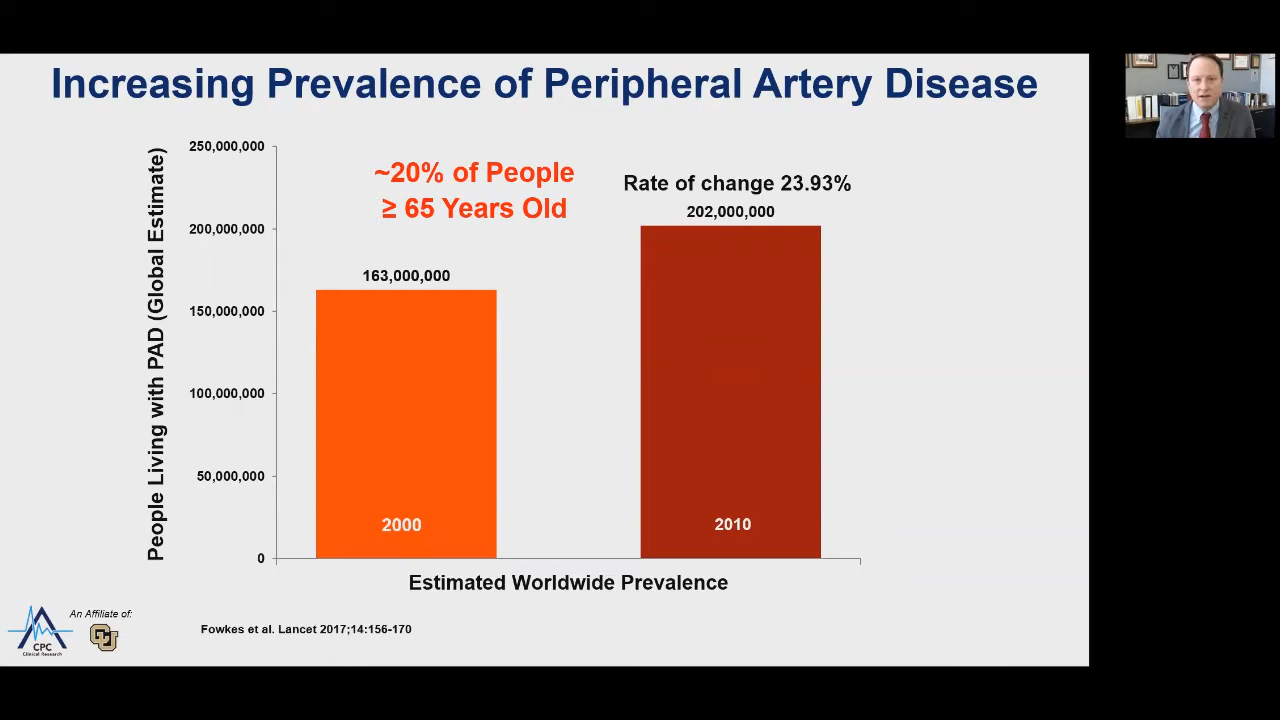 Increasing Prevalence of Peripheral Artery Disease
People Living with PAD (Global Estimate)
250,000,000
200,000,000
150,000,000
100,000,000
50,000,000
0
~20% of People
≥ 65 Years Old
Rate of change 23.93%
202,000,000
163,000,000
2000
2010
Estimated Worldwide Prevalence
An Affiliate of:
CPC
Clinical Research
CU
Fowkes et al. Lancet 2017;14:156-170